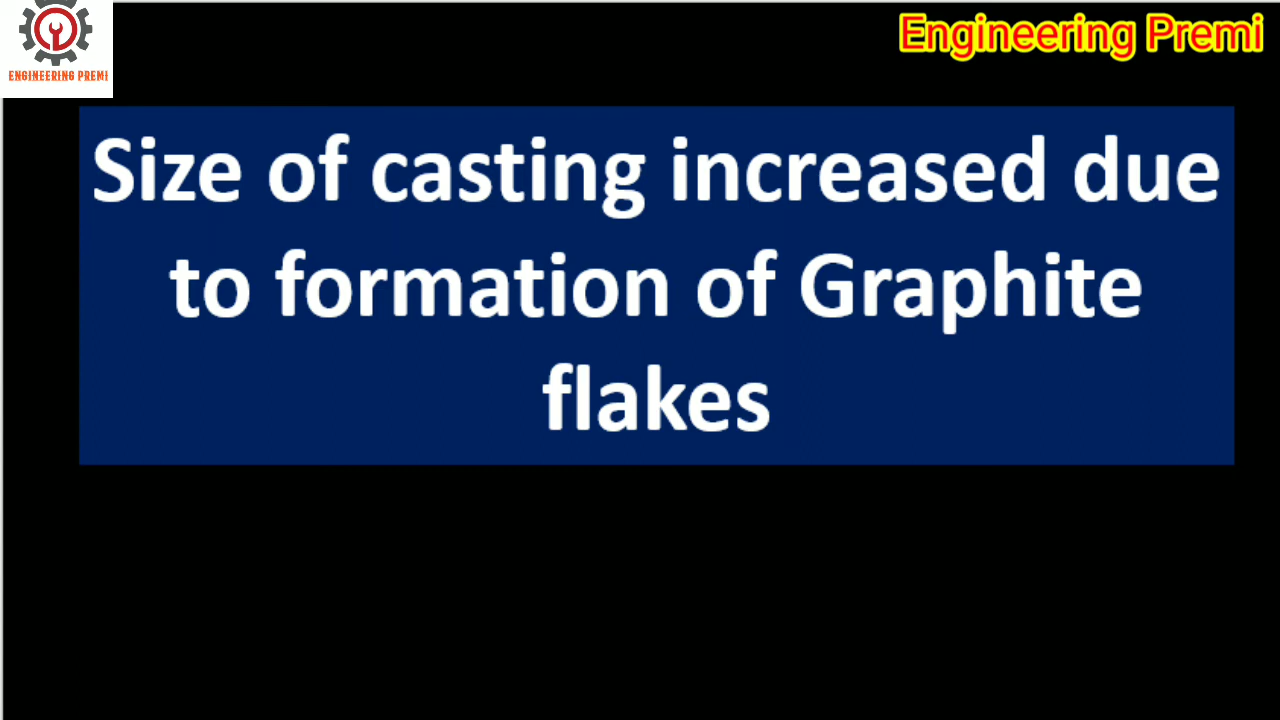 Engineering Premi
ENGINEERING PREMI
Size of casting increased due
to formation of Graphite
flakes